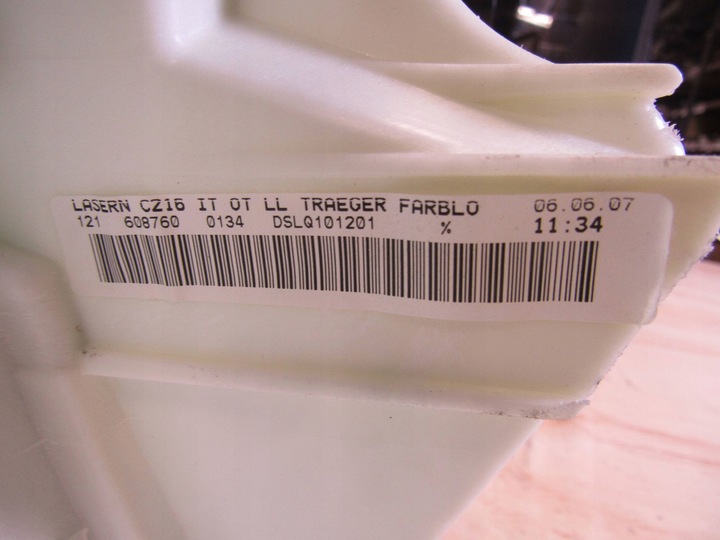 LASERN CZ16 IT OT LL TRAEGER FARBLO 06.06.07
121 608760 0134 DSLQ101201 % 11:34